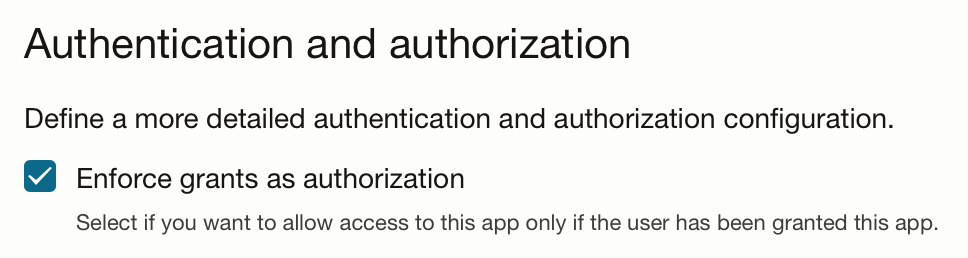 Authentication and authorization
Define a more detailed authentication and authorization configuration.
Enforce grants as authorization
Select if you want to allow access to this app only if the user has been granted this app.